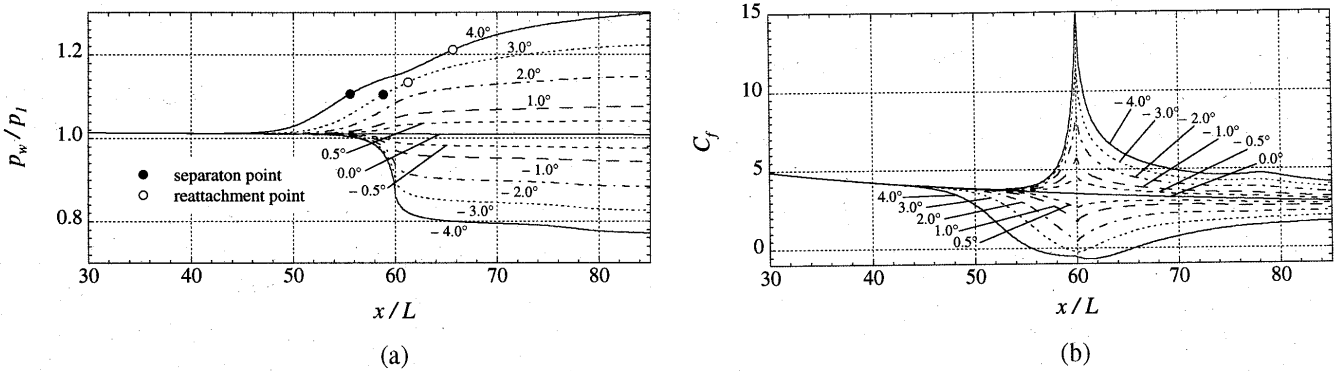 1.2
1.0
0.8
p_w / p_1
4.0°
3.0°
2.0°
1.0°
0.5°
0.0°
− 0.5°
− 1.0°
− 2.0°
− 3.0°
− 4.0°
separaton point
reattachment point
30 40 50 60 70 80
x / L
(a)
15
10
5
0
C_f
− 4.0°
− 3.0°
− 2.0°
− 1.0°
− 0.5°
0.0°
4.0°
3.0°
2.0°
1.0°
0.5°
30 40 50 60 70 80
x / L
(b)